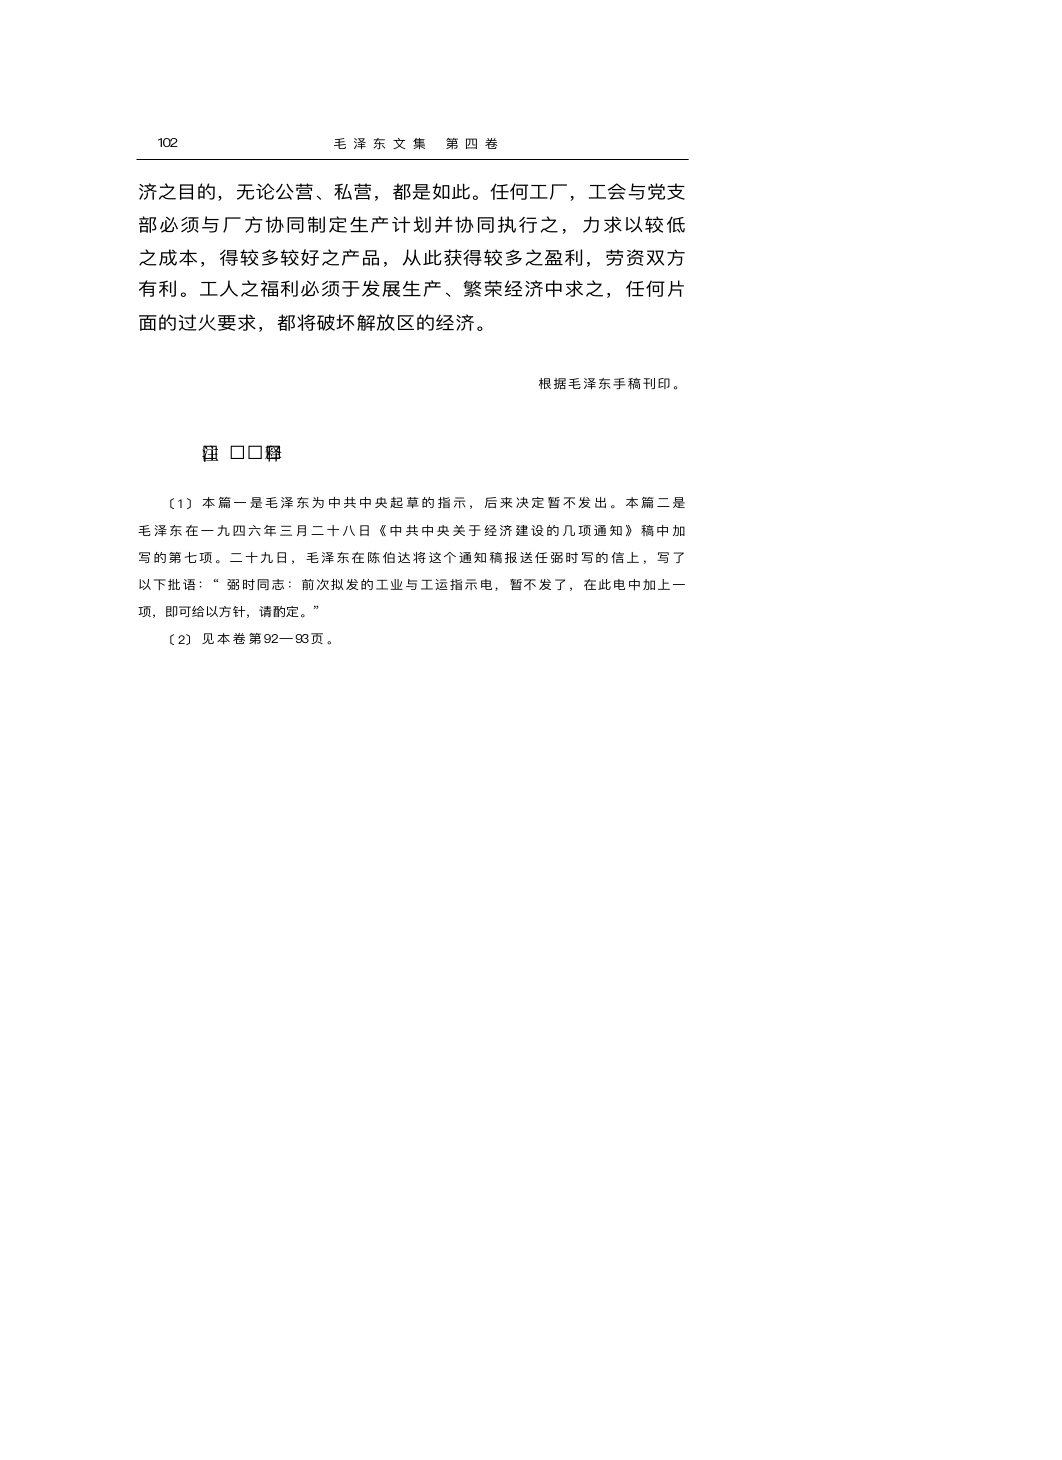 102 毛泽东文集 第四卷
济之目的，无论公营、私营，都是如此。任何工厂，工会与党支
部必须与厂方协同制定生产计划并协同执行之，力求以较低
之成本，得较多较好之产品，从此获得较多之盈利，劳资双方
有利。工人之福利必须于发展生产、繁荣经济中求之，任何片
面的过火要求，都将破坏解放区的经济。
根据毛泽东手稿刊印。
注 □□释
〔1〕本篇一是毛泽东为中共中央起草的指示，后来决定暂不发出。本篇二是
毛泽东在一九四六年三月二十八日《中共中央关于经济建设的几项通知》稿中加
写的第七项。二十九日，毛泽东在陈伯达将这个通知稿报送任弼时写的信上，写了
以下批语：“ 弼时同志：前次拟发的工业与工运指示电，暂不发了，在此电中加上一
项，即可给以方针，请酌定。”
〔2〕见本卷第92—93页。